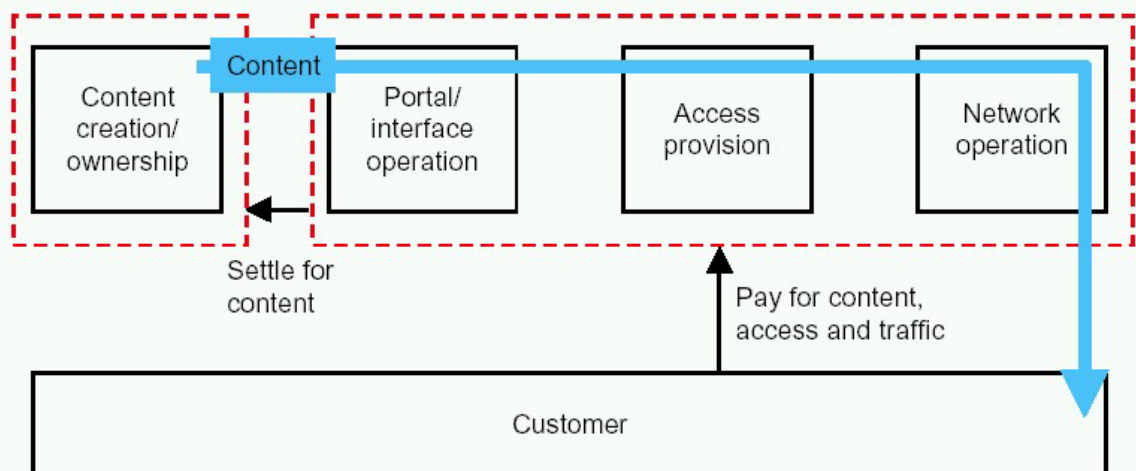 Content
Content
creation/
ownership
Portal/
interface
operation
Access
provision
Network
operation
Settle for
content
Pay for content,
access and traffic
Customer